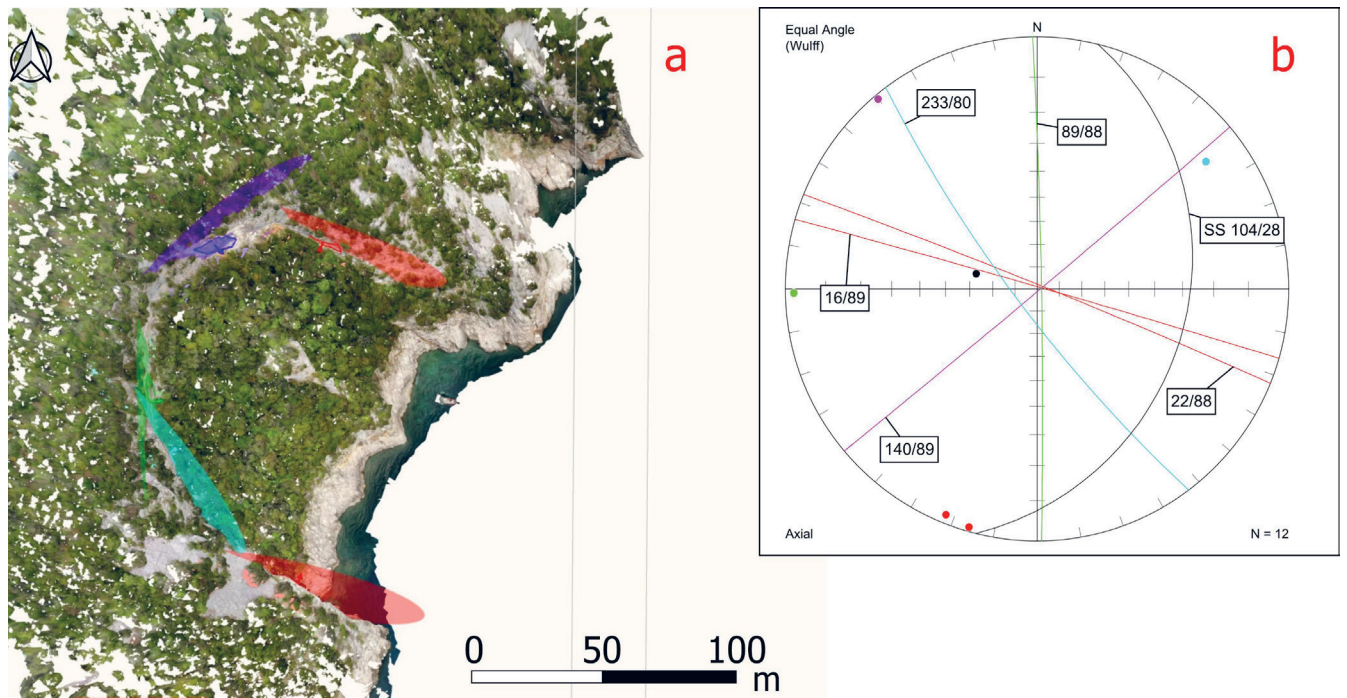 a
0 50 100
m
Equal Angle
(Wulff)
N
b
233/80
89/88
SS 104/28
16/89
22/88
140/89
Axial
N = 12